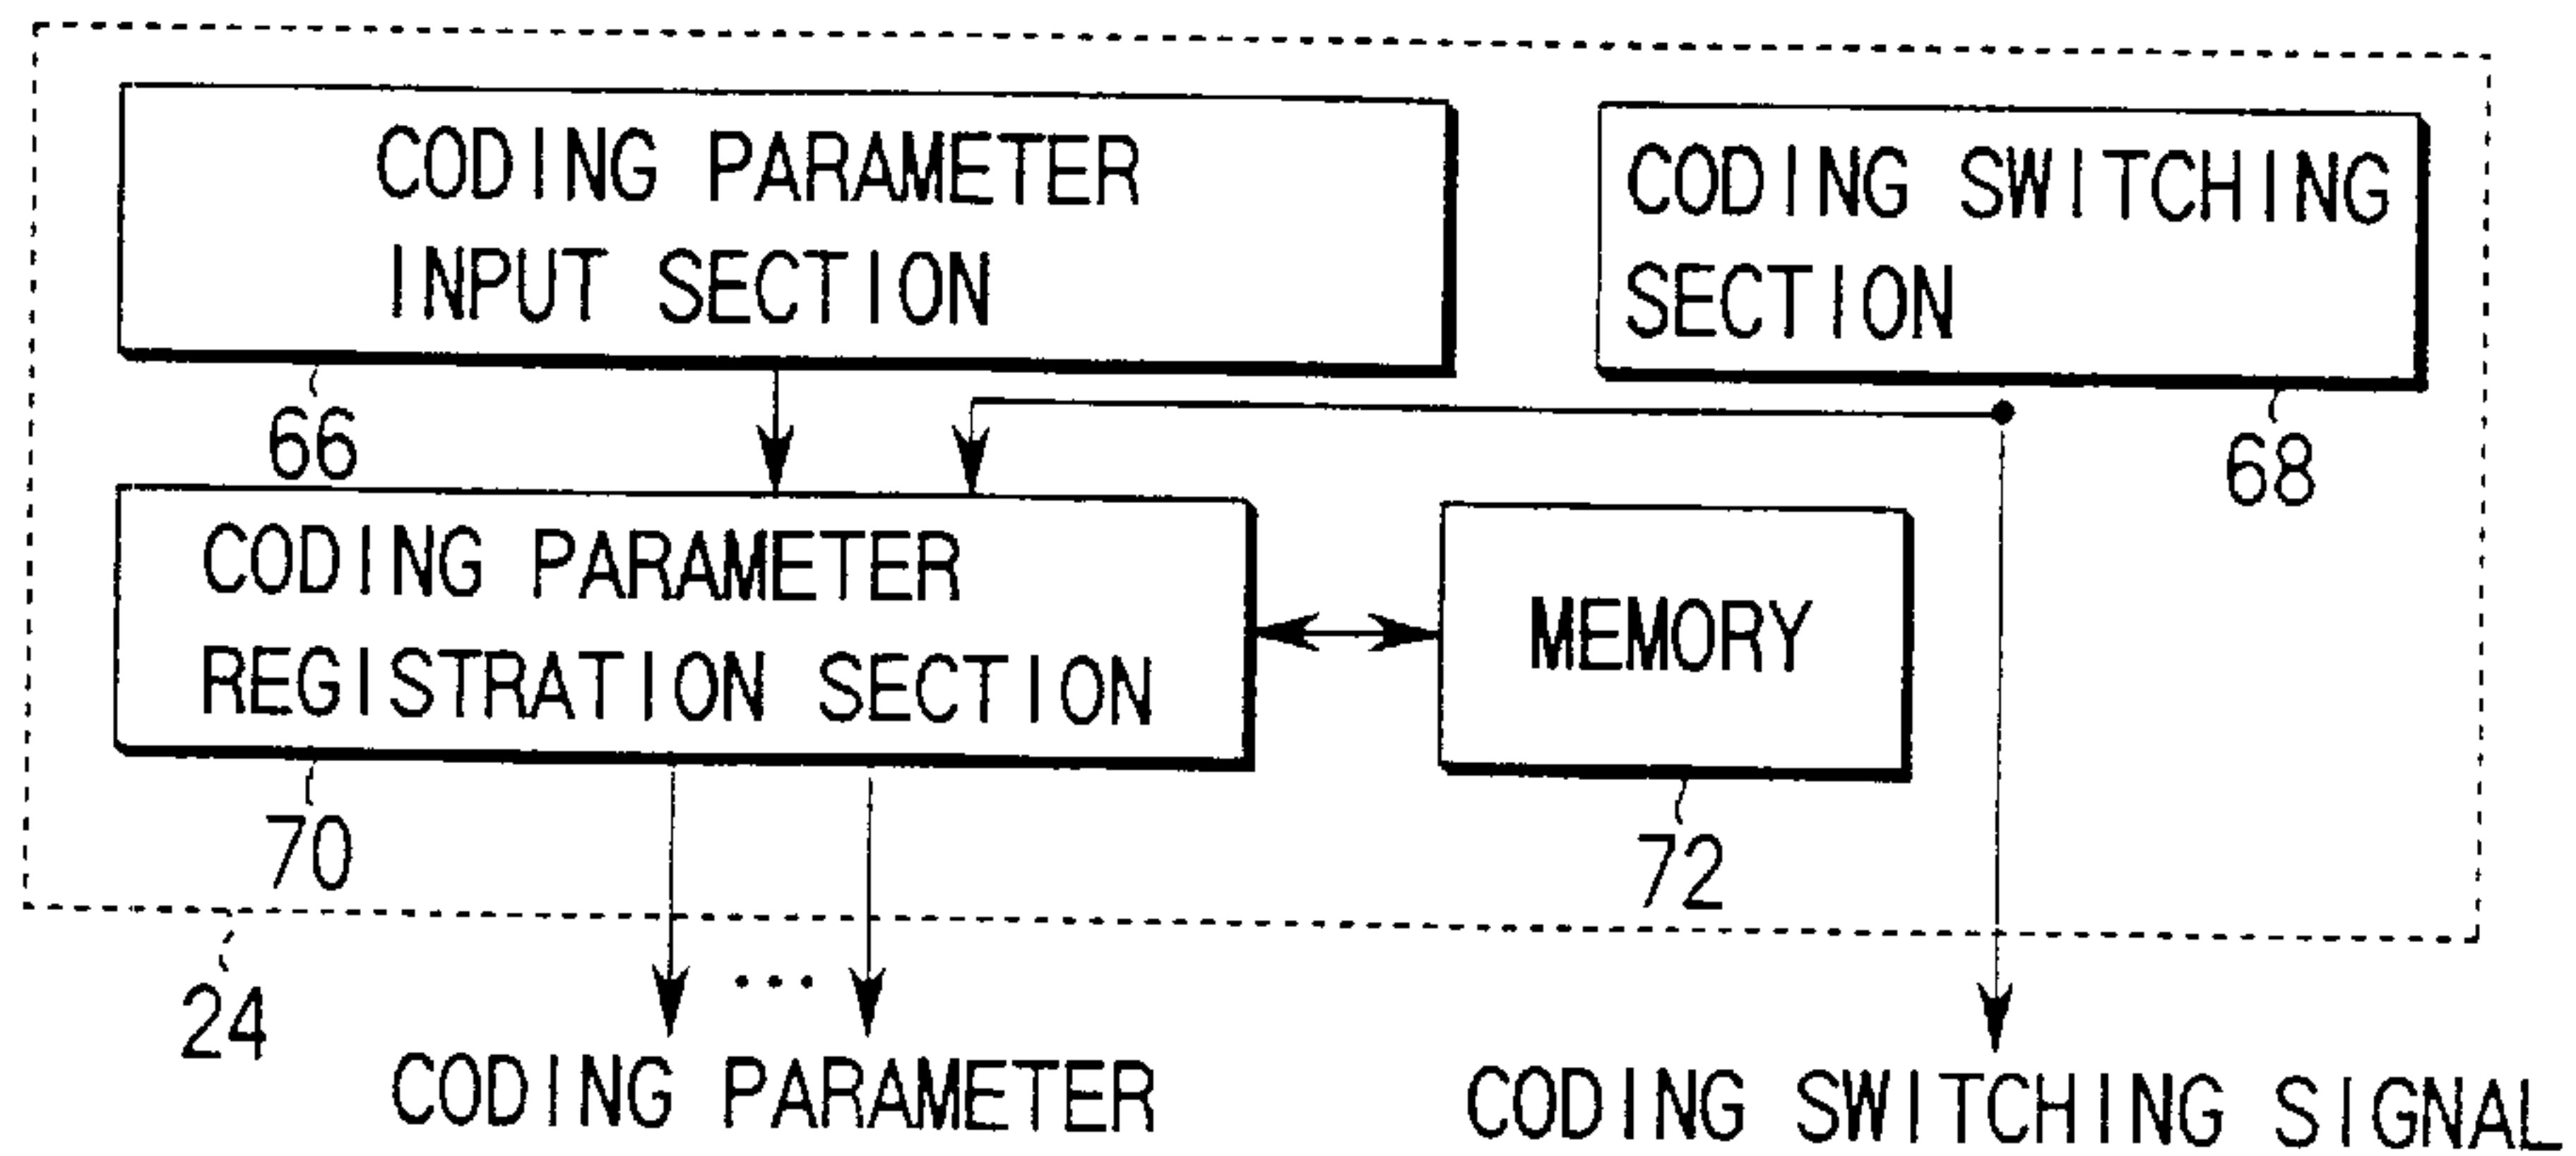 CODING PARAMETER
INPUT SECTION
CODING SWITCHING
SECTION
66
68
CODING PARAMETER
REGISTRATION SECTION
MEMORY
70
72
24
...
CODING PARAMETER
CODING SWITCHING SIGNAL